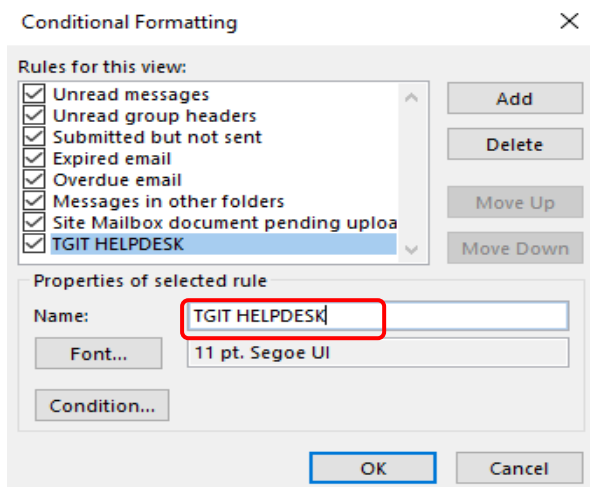 Conditional Formatting
Rules for this view:
Unread messages
Unread group headers
Submitted but not sent
Expired email
Overdue email
Messages in other folders
Site Mailbox document pending uploa
TGIT HELPDESK
Add
Delete
Move Up
Move Down
Properties of selected rule
Name: TGIT HELPDESK
Font... 11 pt. Segoe UI
Condition...
OK Cancel